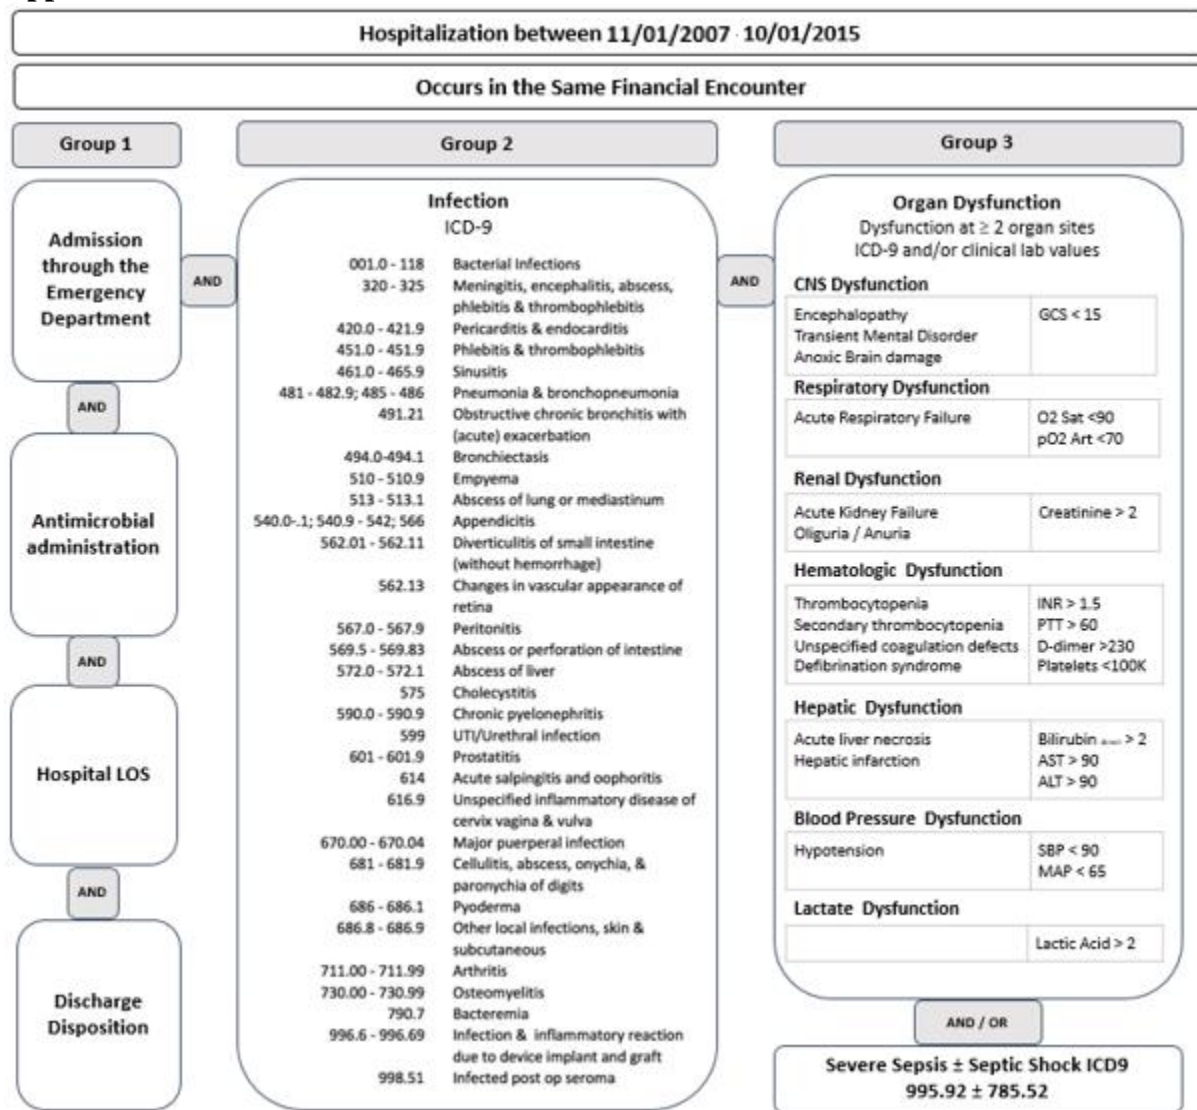 Hospitalization between 11/01/2007 - 10/01/2015
Occurs in the Same Financial Encounter
Group 1
Admission
through the
Emergency
Department
AND
Antimicrobial
administration
AND
Hospital LOS
AND
Discharge
Disposition
AND
Group 2
Infection
ICD-9
001.0 - 118 Bacterial Infections
320 - 325 Meningitis, encephalitis, abscess,
phlebitis & thrombophlebitis
420.0 - 421.9 Pericarditis & endocarditis
451.0 - 451.9 Phlebitis & thrombophlebitis
461.0 - 465.9 Sinusitis
481 - 482.9; 485 - 486 Pneumonia & bronchopneumonia
491.21 Obstructive chronic bronchitis with
(acute) exacerbation
494.0-494.1 Bronchiectasis
510 - 510.9 Empyema
513 - 513.1 Abscess of lung or mediastinum
540.0-.1; 540.9 - 542; 566 Appendicitis
562.01 - 562.11 Diverticulitis of small intestine
(without hemorrhage)
562.13 Changes in vascular appearance of
retina
567.0 - 567.9 Peritonitis
569.5 - 569.83 Abscess or perforation of intestine
572.0 - 572.1 Abscess of liver
575 Cholecystitis
590.0 - 590.9 Chronic pyelonephritis
599 UTI/Urethral infection
601 - 601.9 Prostatitis
614 Acute salpingitis and oophoritis
616.9 Unspecified inflammatory disease of
cervix vagina & vulva
670.00 - 670.04 Major puerperal infection
681 - 681.9 Cellulitis, abscess, onychia, &
paronychia of digits
686 - 686.1 Pyoderma
686.8 - 686.9 Other local infections, skin &
subcutaneous
711.00 - 711.99 Arthritis
730.00 - 730.99 Osteomyelitis
790.7 Bacteremia
996.6 - 996.69 Infection & inflammatory reaction
due to device implant and graft
998.51 Infected post op seroma
AND
Group 3
Organ Dysfunction
Dysfunction at ≥ 2 organ sites
ICD-9 and/or clinical lab values
CNS Dysfunction
Encephalopathy GCS < 15
Transient Mental Disorder
Anoxic Brain damage
Respiratory Dysfunction
Acute Respiratory Failure O2 Sat <90
pO2 Art <70
Renal Dysfunction
Acute Kidney Failure Creatinine > 2
Oliguria / Anuria
Hematologic Dysfunction
Thrombocytopenia INR > 1.5
Secondary thrombocytopenia PTT > 60
Unspecified coagulation defects D-dimer >230
Defibrination syndrome Platelets <100K
Hepatic Dysfunction
Acute liver necrosis Bilirubin > 2
Hepatic infarction AST > 90
ALT > 90
Blood Pressure Dysfunction
Hypotension SBP < 90
MAP < 65
Lactate Dysfunction
Lactic Acid > 2
AND / OR
Severe Sepsis ± Septic Shock ICD9
995.92 ± 785.52